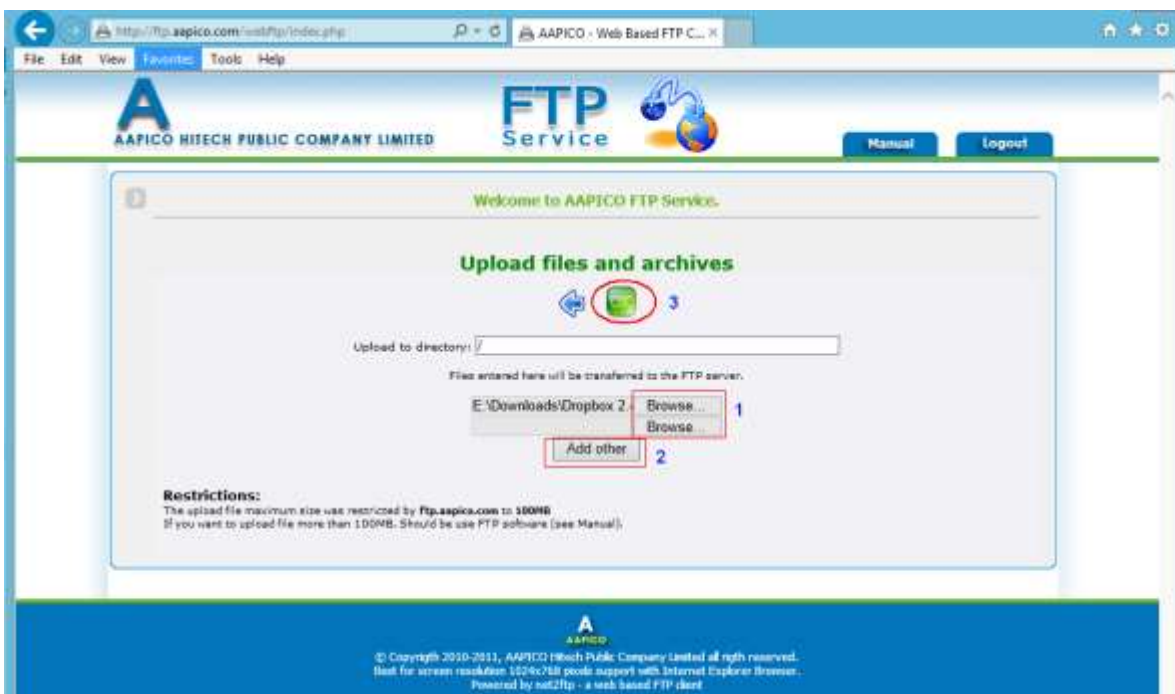 http://ftp.aapico.com/webftp/index.php
AAPICO - Web Based FTP C...
File Edit View Favorites Tools Help
A
AAPICO HITECH PUBLIC COMPANY LIMITED
FTP
Service
Manual
Logout
Welcome to AAPICO FTP Service.
Upload files and archives
3
Upload to directory: /
Files entered here will be transferred to the FTP server.
E:\Downloads\Dropbox 2. Browse... 1
Browse...
Add other 2
Restrictions:
The upload file maximum size was restricted by ftp.aapico.com to 100MB
If you want to upload file more than 100MB. Should be use FTP software (see Manual).
A
AAPICO
© Copyrigth 2010-2011, AAPICO Hitech Public Company Limited all rigth reserved.
Best for screen resolution 1024x768 pixels support with Internet Explorer Browser.
Powered by net2ftp - a web based FTP client